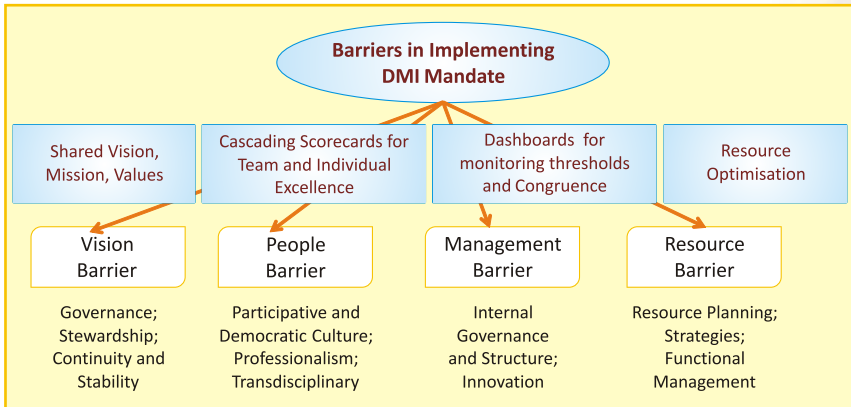 Barriers in Implementing
DMI Mandate
Shared Vision,
Mission, Values
Cascading Scorecards for
Team and Individual
Excellence
Dashboards for
monitoring thresholds
and Congruence
Resource
Optimisation
Vision
Barrier
People
Barrier
Management
Barrier
Resource
Barrier
Governance;
Stewardship;
Continuity and
Stability
Participative and
Democratic Culture;
Professionalism;
Transdisciplinary
Internal
Governance
and Structure;
Innovation
Resource Planning;
Strategies;
Functional
Management